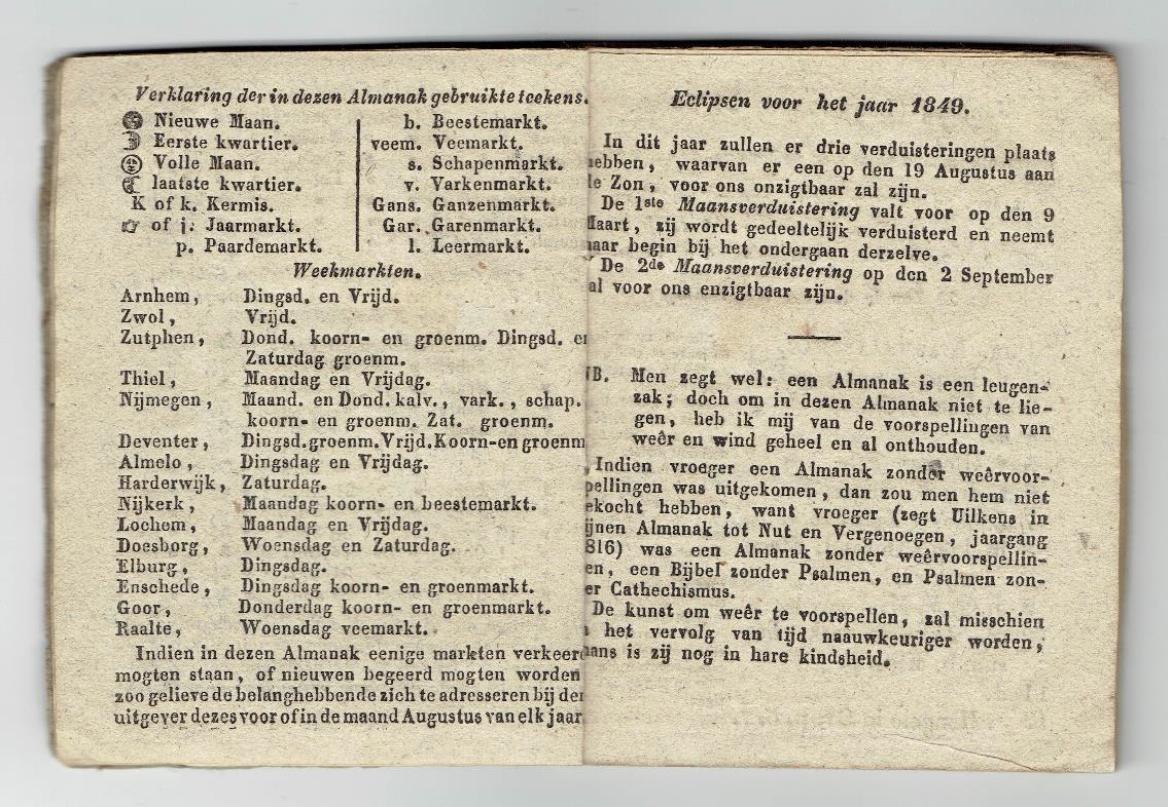 Verklaring der in dezen Almanak gebruikte teekens.
Nieuwe Maan.
Eerste kwartier.
Volle Maan.
laatste kwartier.
K of k. Kermis.
☞ of j: Jaarmarkt.
p. Paardemarkt.
b. Beestemarkt.
veem. Veemarkt.
s. Schapenmarkt.
v. Varkenmarkt.
Gans. Ganzenmarkt.
Gar. Garenmarkt.
l. Leermarkt.
Weekmarkten.
Arnhem, Dingsd. en Vrijd.
Zwol, Vrijd.
Zutphen, Dond. koorn- en groenm. Dingsd. en
Zaturdag groenm.
Thiel, Maandag en Vrijdag.
Nijmegen, Maand. en Dond. kalv., vark., schap.
koorn- en groenm. Zat. groenm.
Deventer, Dingsd. groenm. Vrijd. Koorn- en groenm
Almelo, Dingsdag en Vrijdag.
Harderwijk, Zaturdag.
Nijkerk, Maandag koorn- en beestemarkt.
Lochem, Maandag en Vrijdag.
Doesborg, Woensdag en Zaturdag.
Elburg, Dingsdag.
Enschede, Dingsdag koorn- en groenmarkt.
Goor, Donderdag koorn- en groenmarkt.
Raalte, Woensdag veemarkt.
Indien in dezen Almanak eenige markten verkeerd
mogten staan, of nieuwen begeerd mogten worden
zoo gelieve de belanghebbende zich te adresseren bij den
uitgever dezes voor of in de maand Augustus van elk jaar
Eclipsen voor het jaar 1849.
In dit jaar zullen er drie verduisteringen plaats
hebben, waarvan er een op den 19 Augustus aan
de Zon, voor ons onzigtbaar zal zijn.
De 1ste Maansverduistering valt voor op den 9
Maart, zij wordt gedeeltelijk verduisterd en neemt
haar begin bij het ondergaan derzelve.
De 2de Maansverduistering op den 2 September
al voor ons enzigtbaar zijn.
NB. Men zegt wel: een Almanak is een leugen-
zak; doch om in dezen Almanak niet te lie-
gen, heb ik mij van de voorspellingen van
weêr en wind geheel en al onthouden.
Indien vroeger een Almanak zonder weêrvoor-
pellingen was uitgekomen, dan zou men hem niet
ekocht hebben, want vroeger (zegt Uilkens in
ijnen Almanak tot Nut en Vergenoegen, jaargang
816) was een Almanak zonder weêrvoorspellin-
en, een Bijbel zonder Psalmen, en Psalmen zon-
er Cathechismus.
De kunst om weêr te voorspellen, zal misschien
het vervolg van tijd naauwkeuriger worden,
hans is zij nog in hare kindsheid.